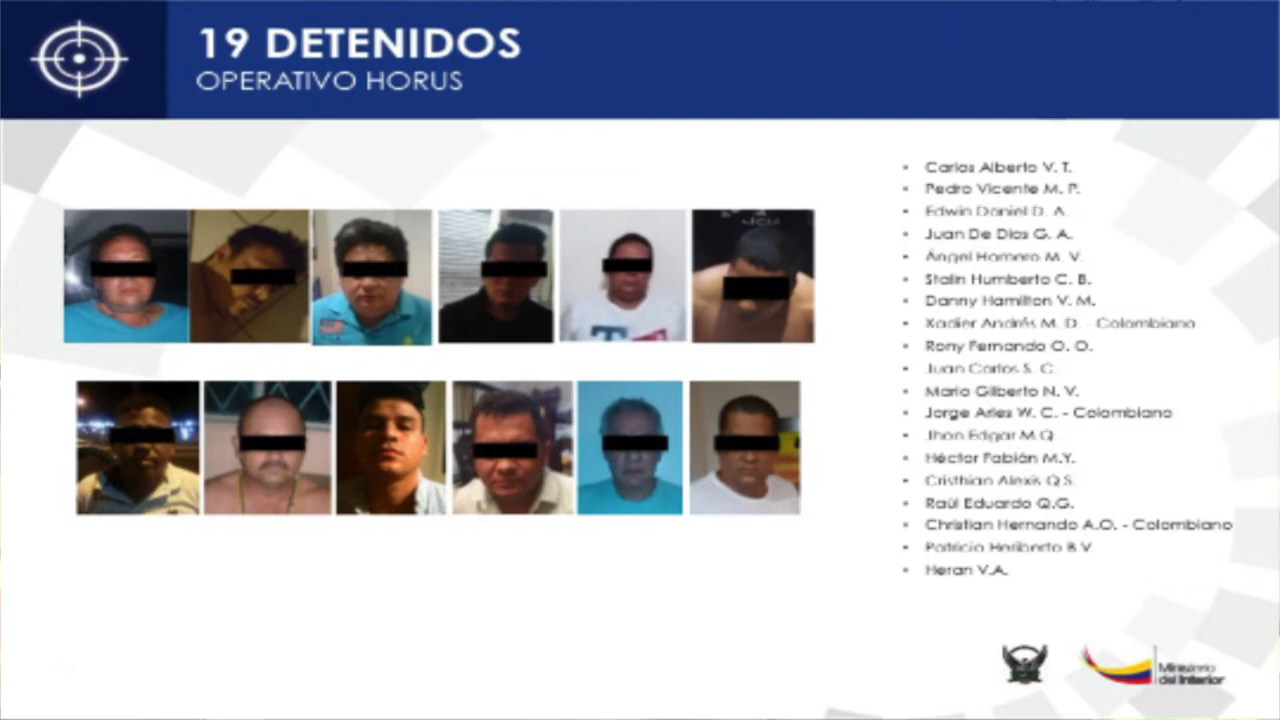 19 DETENIDOS
OPERATIVO HORUS
• Carlos Alberto V. T.
• Pedro Vicente M. P.
• Edwin Daniel D. A.
• Juan De Dios G. A.
• Ángel Homero M. V.
• Stalin Humberto C. B.
• Danny Hamilton V. M.
• Xadier Andrés M. D. - Colombiano
• Rony Fernando O. O.
• Juan Carlos S. C.
• Mario Gilberto N. V.
• Jorge Aries W. C. - Colombiano
• Jhon Edgar M.Q.
• Héctor Fabián M.Y.
• Cristhian Alexis Q.S.
• Raúl Eduardo Q.G.
• Christian Hernando A.O. - Colombiano
• Patricio Heriberto B.V.
• Heran V.A.
Ministerio
del Interior